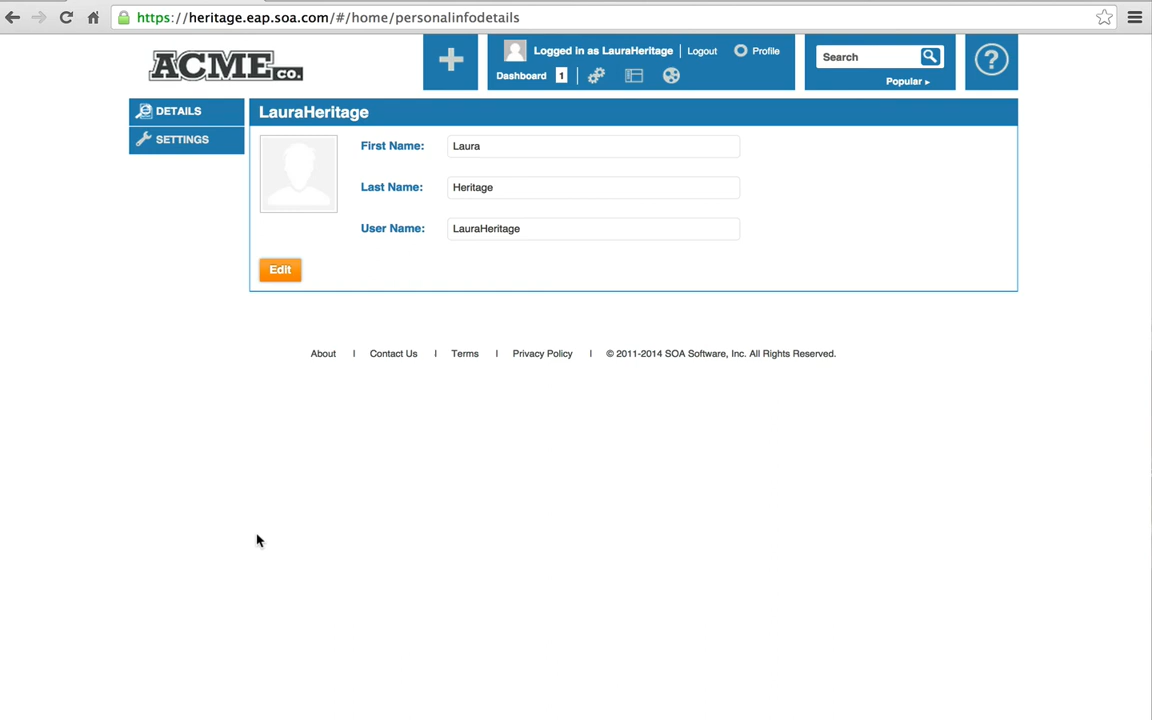 https://heritage.eap.soa.com/#/home/personalinfodetails
ACME CO.
+
Logged in as LauraHeritage | Logout Profile
Dashboard 1
Search
Popular ▸
?
DETAILS
SETTINGS
LauraHeritage
First Name: Laura
Last Name: Heritage
User Name: LauraHeritage
Edit
About | Contact Us | Terms | Privacy Policy | © 2011-2014 SOA Software, Inc. All Rights Reserved.